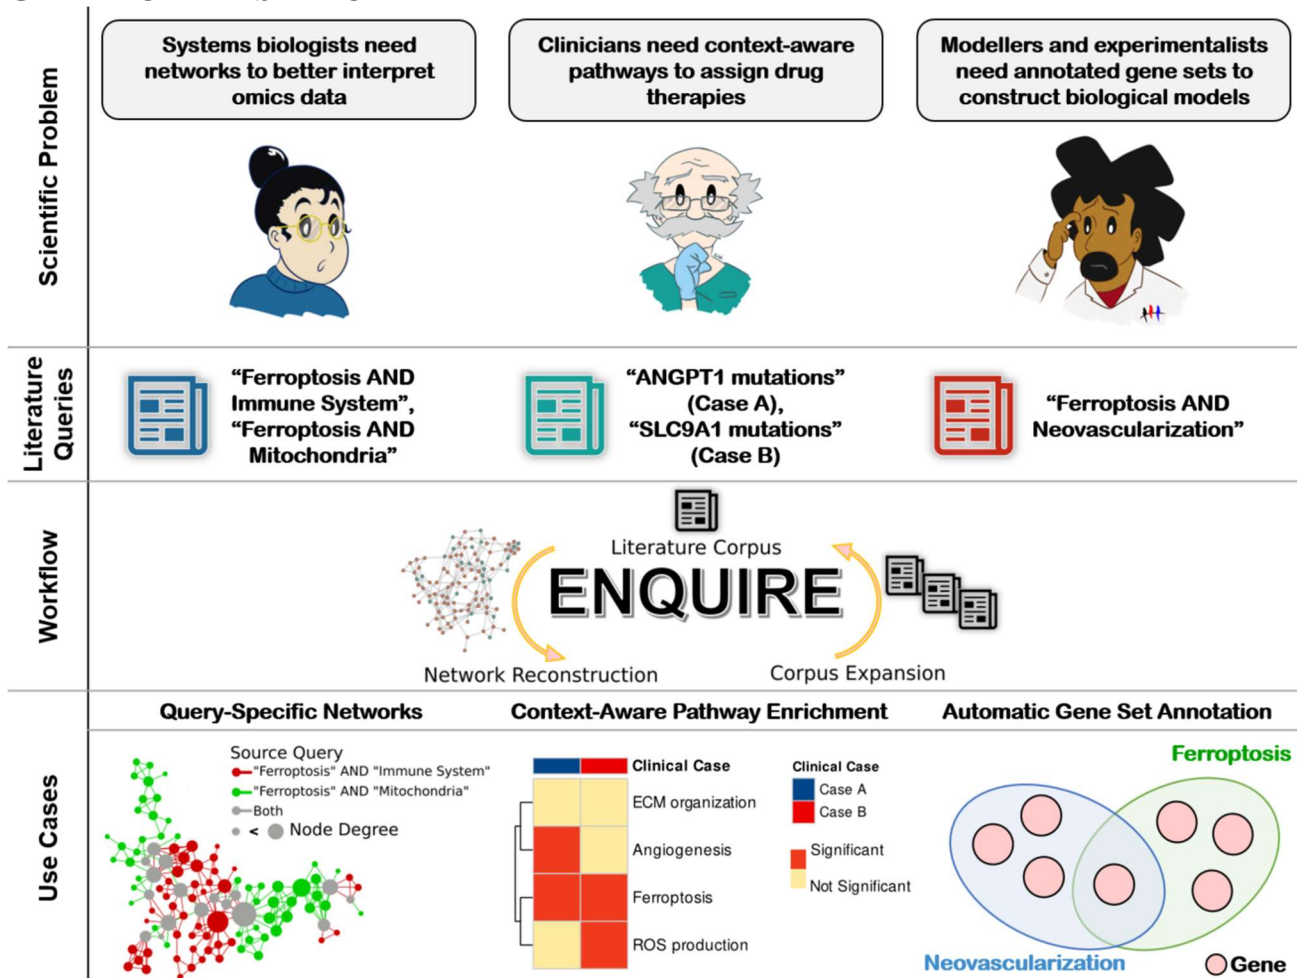 Scientific Problem
Systems biologists need
networks to better interpret
omics data
Clinicians need context-aware
pathways to assign drug
therapies
Modellers and experimentalists
need annotated gene sets to
construct biological models
Literature
Queries
“Ferroptosis AND
Immune System”,
“Ferroptosis AND
Mitochondria”
“ANGPT1 mutations”
(Case A),
“SLC9A1 mutations”
(Case B)
“Ferroptosis AND
Neovascularization”
Workflow
Literature Corpus
ENQUIRE
Network Reconstruction
Corpus Expansion
Use Cases
Query-Specific Networks
Source Query
"Ferroptosis" AND "Immune System"
"Ferroptosis" AND "Mitochondria"
Both
< Node Degree
Context-Aware Pathway Enrichment
Clinical Case
ECM organization
Angiogenesis
Ferroptosis
ROS production
Clinical Case
Case A
Case B
Significant
Not Significant
Automatic Gene Set Annotation
Ferroptosis
Neovascularization
Gene